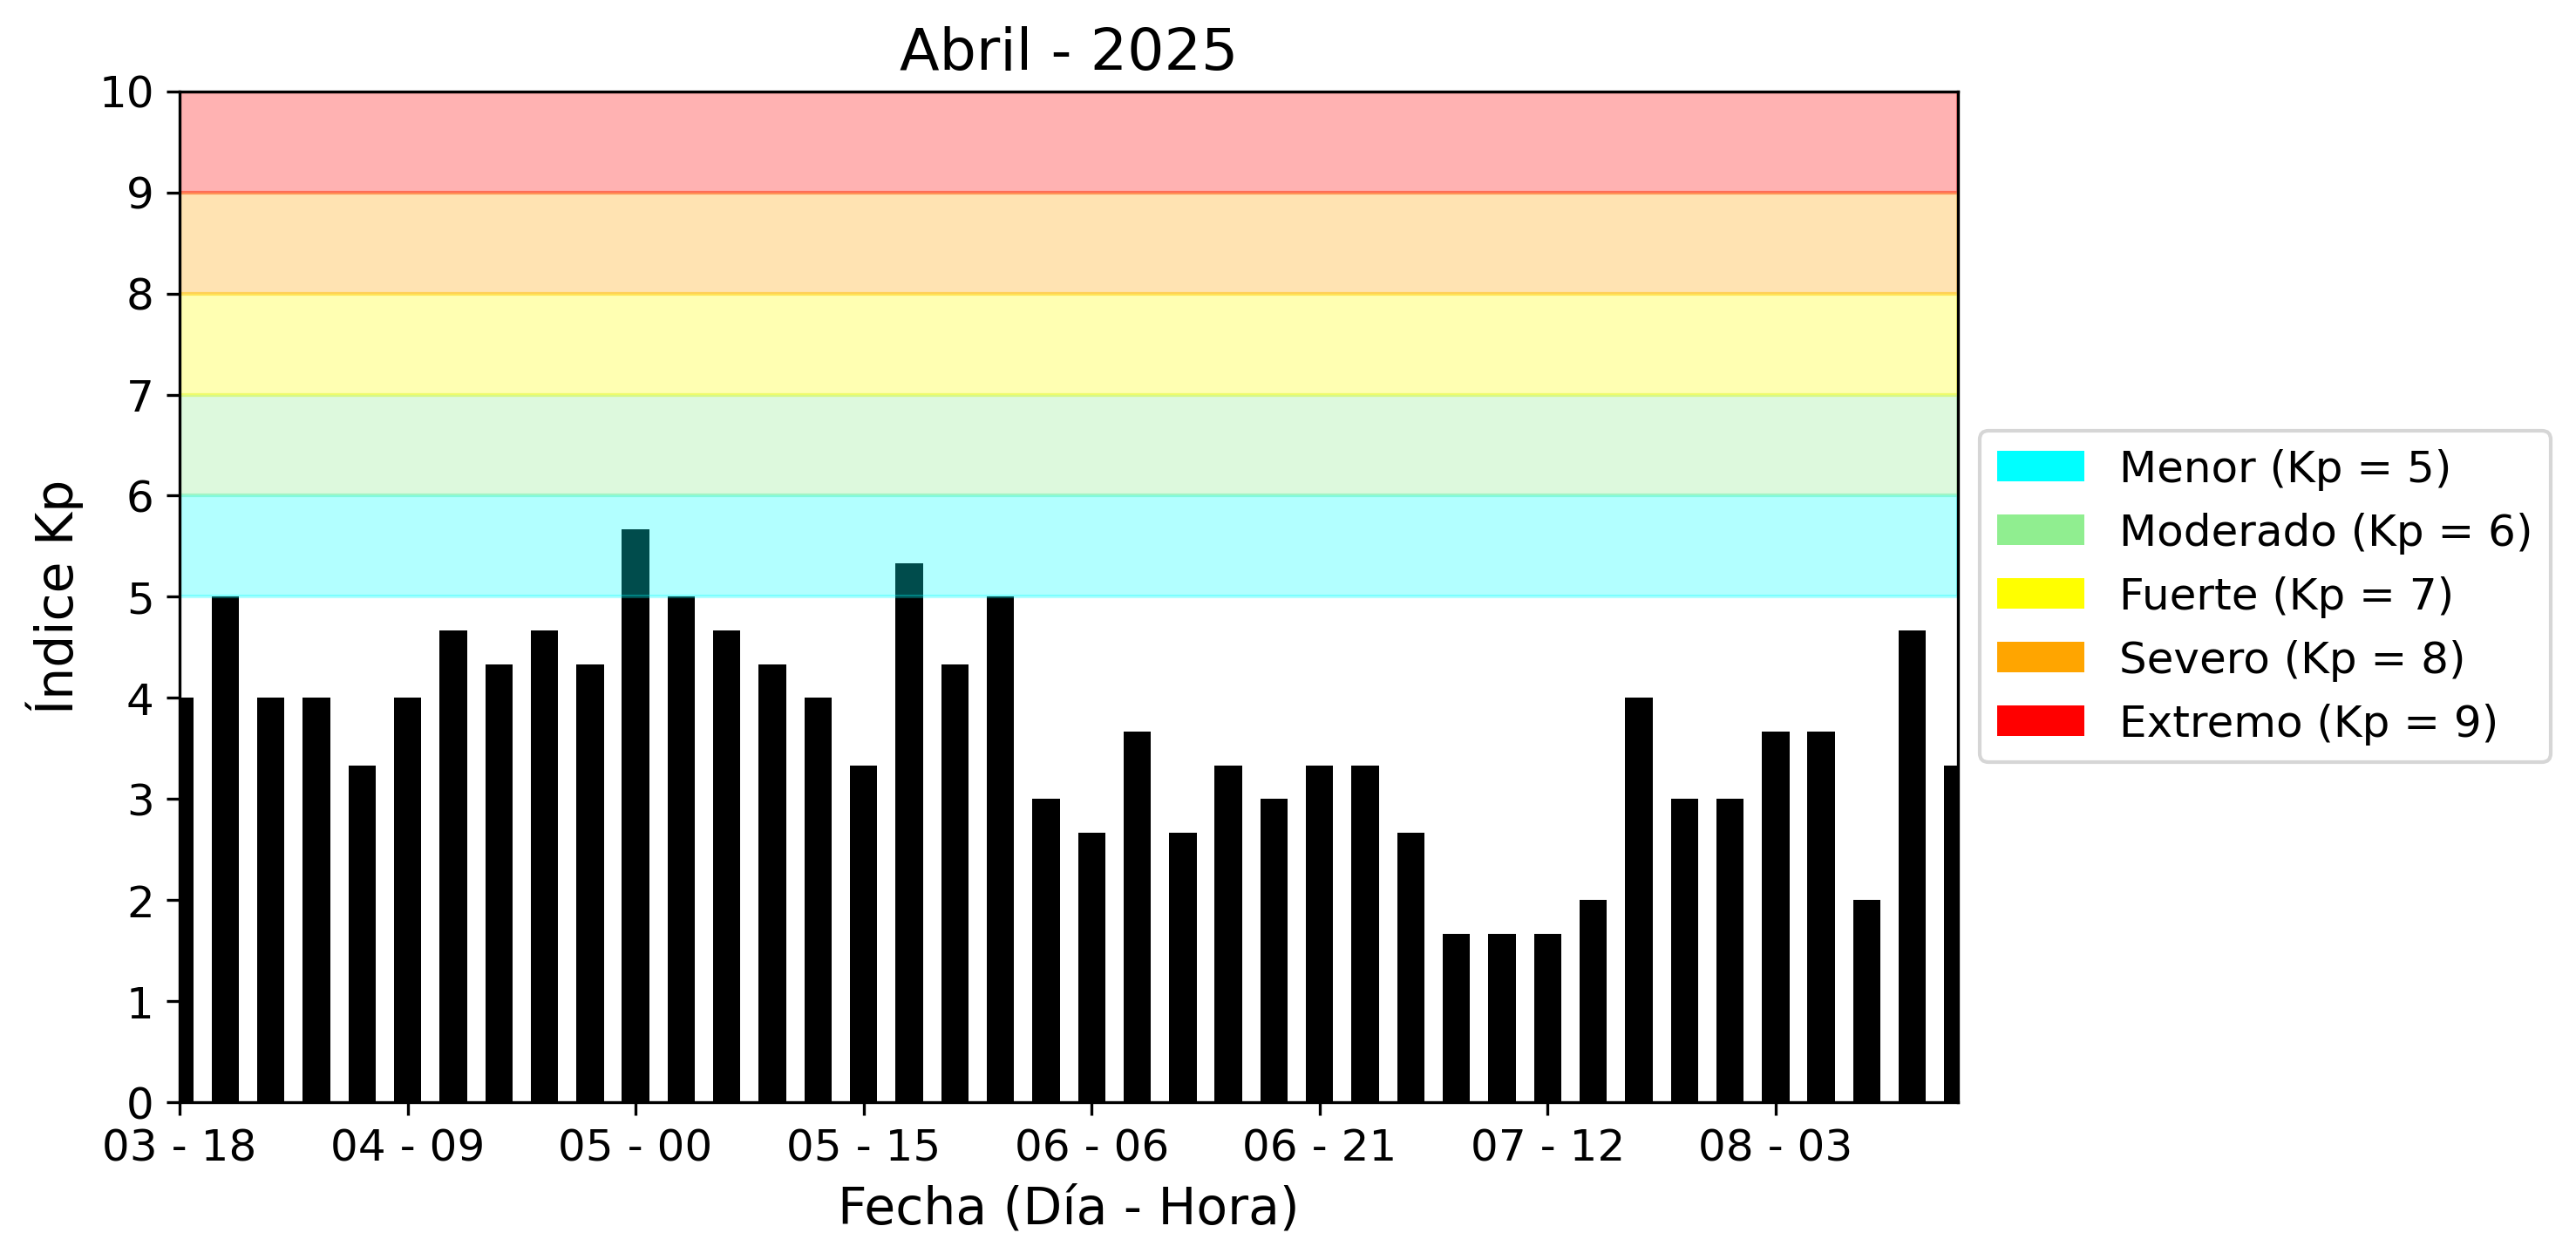 Abril - 2025
10
9
8
7
6
5
4
3
2
1
0
Índice Kp
03 - 18
04 - 09
05 - 00
05 - 15
06 - 06
06 - 21
07 - 12
08 - 03
Fecha (Día - Hora)
Menor (Kp = 5)
Moderado (Kp = 6)
Fuerte (Kp = 7)
Severo (Kp = 8)
Extremo (Kp = 9)